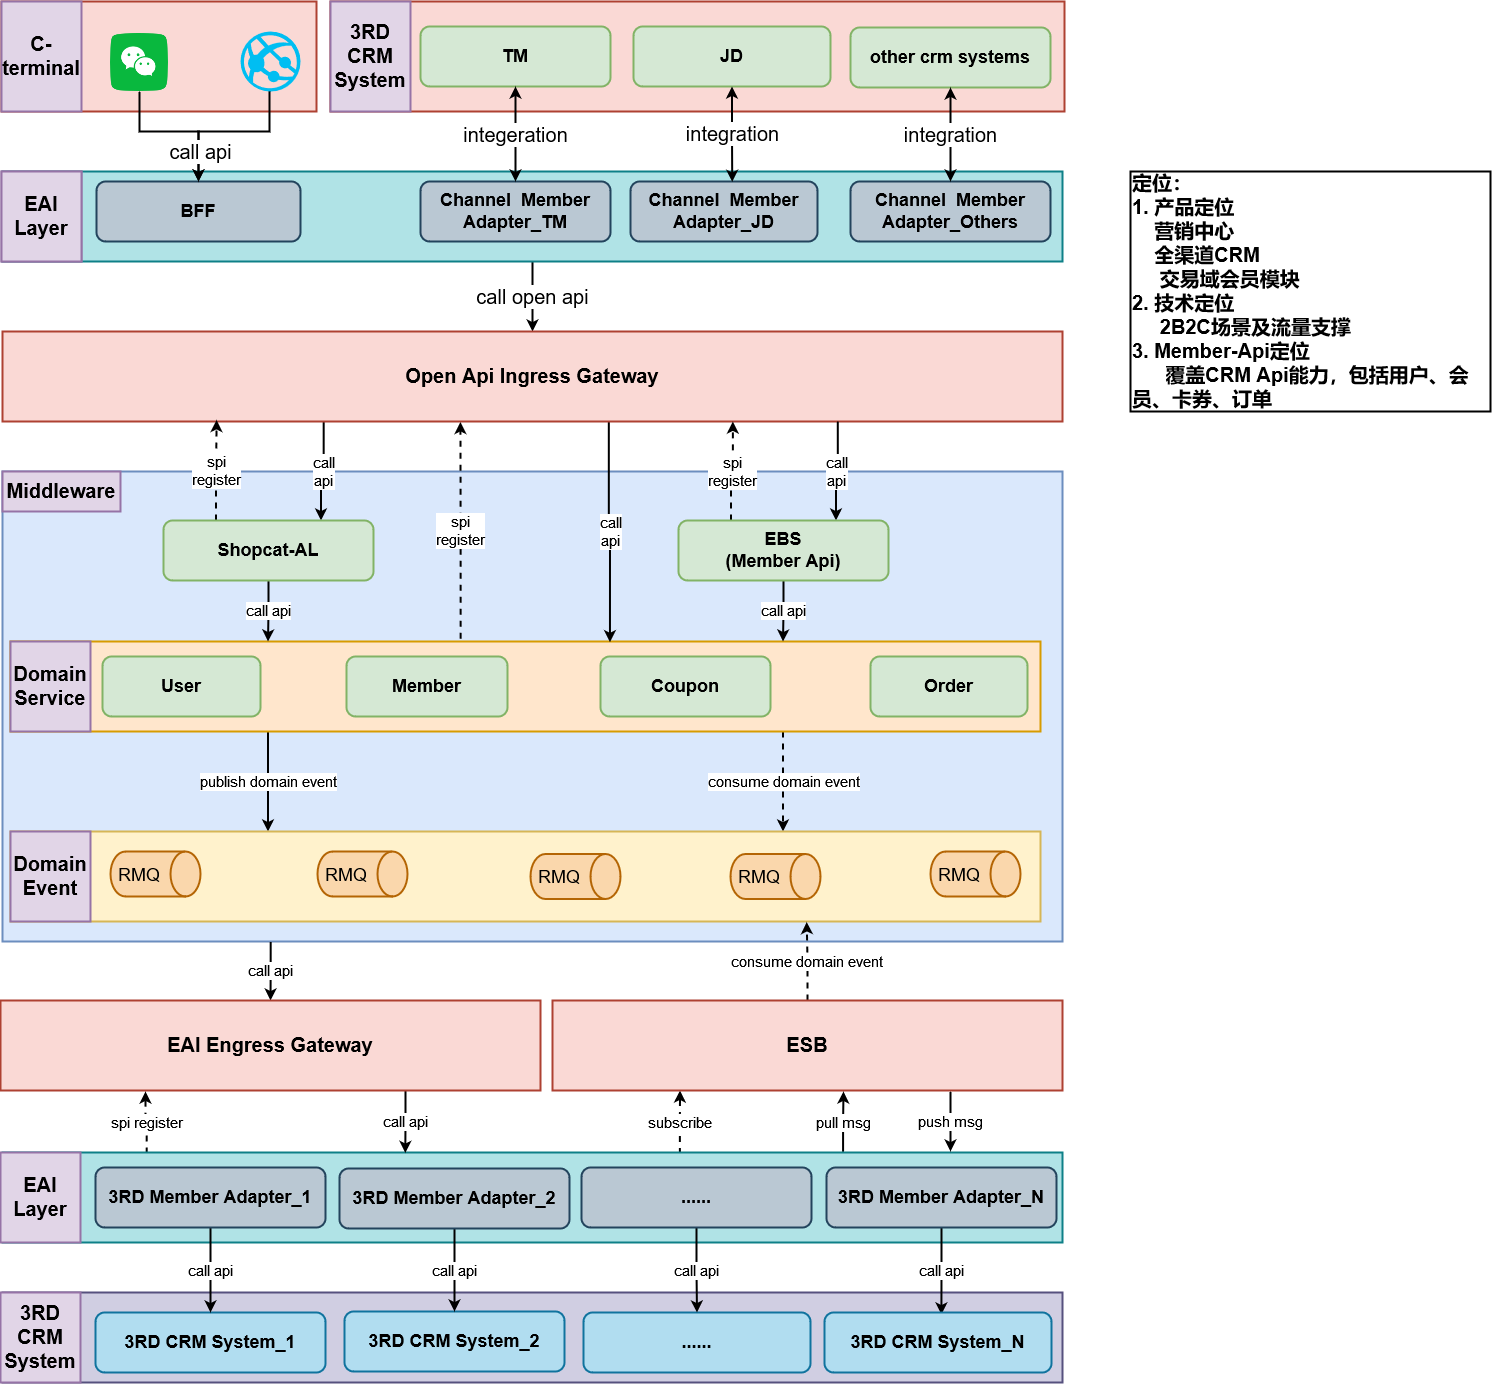 C-
terminal
3RD
CRM
System
TM
JD
other crm systems
call api
integeration
integration
integration
EAI
Layer
BFF
Channel Member
Adapter_TM
Channel Member
Adapter_JD
Channel Member
Adapter_Others
定位：
1. 产品定位
营销中心
全渠道CRM
交易域会员模块
2. 技术定位
2B2C场景及流量支撑
3. Member-Api定位
覆盖CRM Api能力，包括用户、会
员、卡券、订单
call open api
Open Api Ingress Gateway
spi
register
call
api
spi
register
call
api
spi
register
call
api
Middleware
Shopcat-AL
EBS
(Member Api)
call api
call api
Domain
Service
User
Member
Coupon
Order
publish domain event
consume domain event
Domain
Event
RMQ
RMQ
RMQ
RMQ
RMQ
call api
consume domain event
EAI Engress Gateway
ESB
spi register
call api
subscribe
pull msg
push msg
EAI
Layer
3RD Member Adapter_1
3RD Member Adapter_2
......
3RD Member Adapter_N
call api
call api
call api
call api
3RD
CRM
System
3RD CRM System_1
3RD CRM System_2
......
3RD CRM System_N